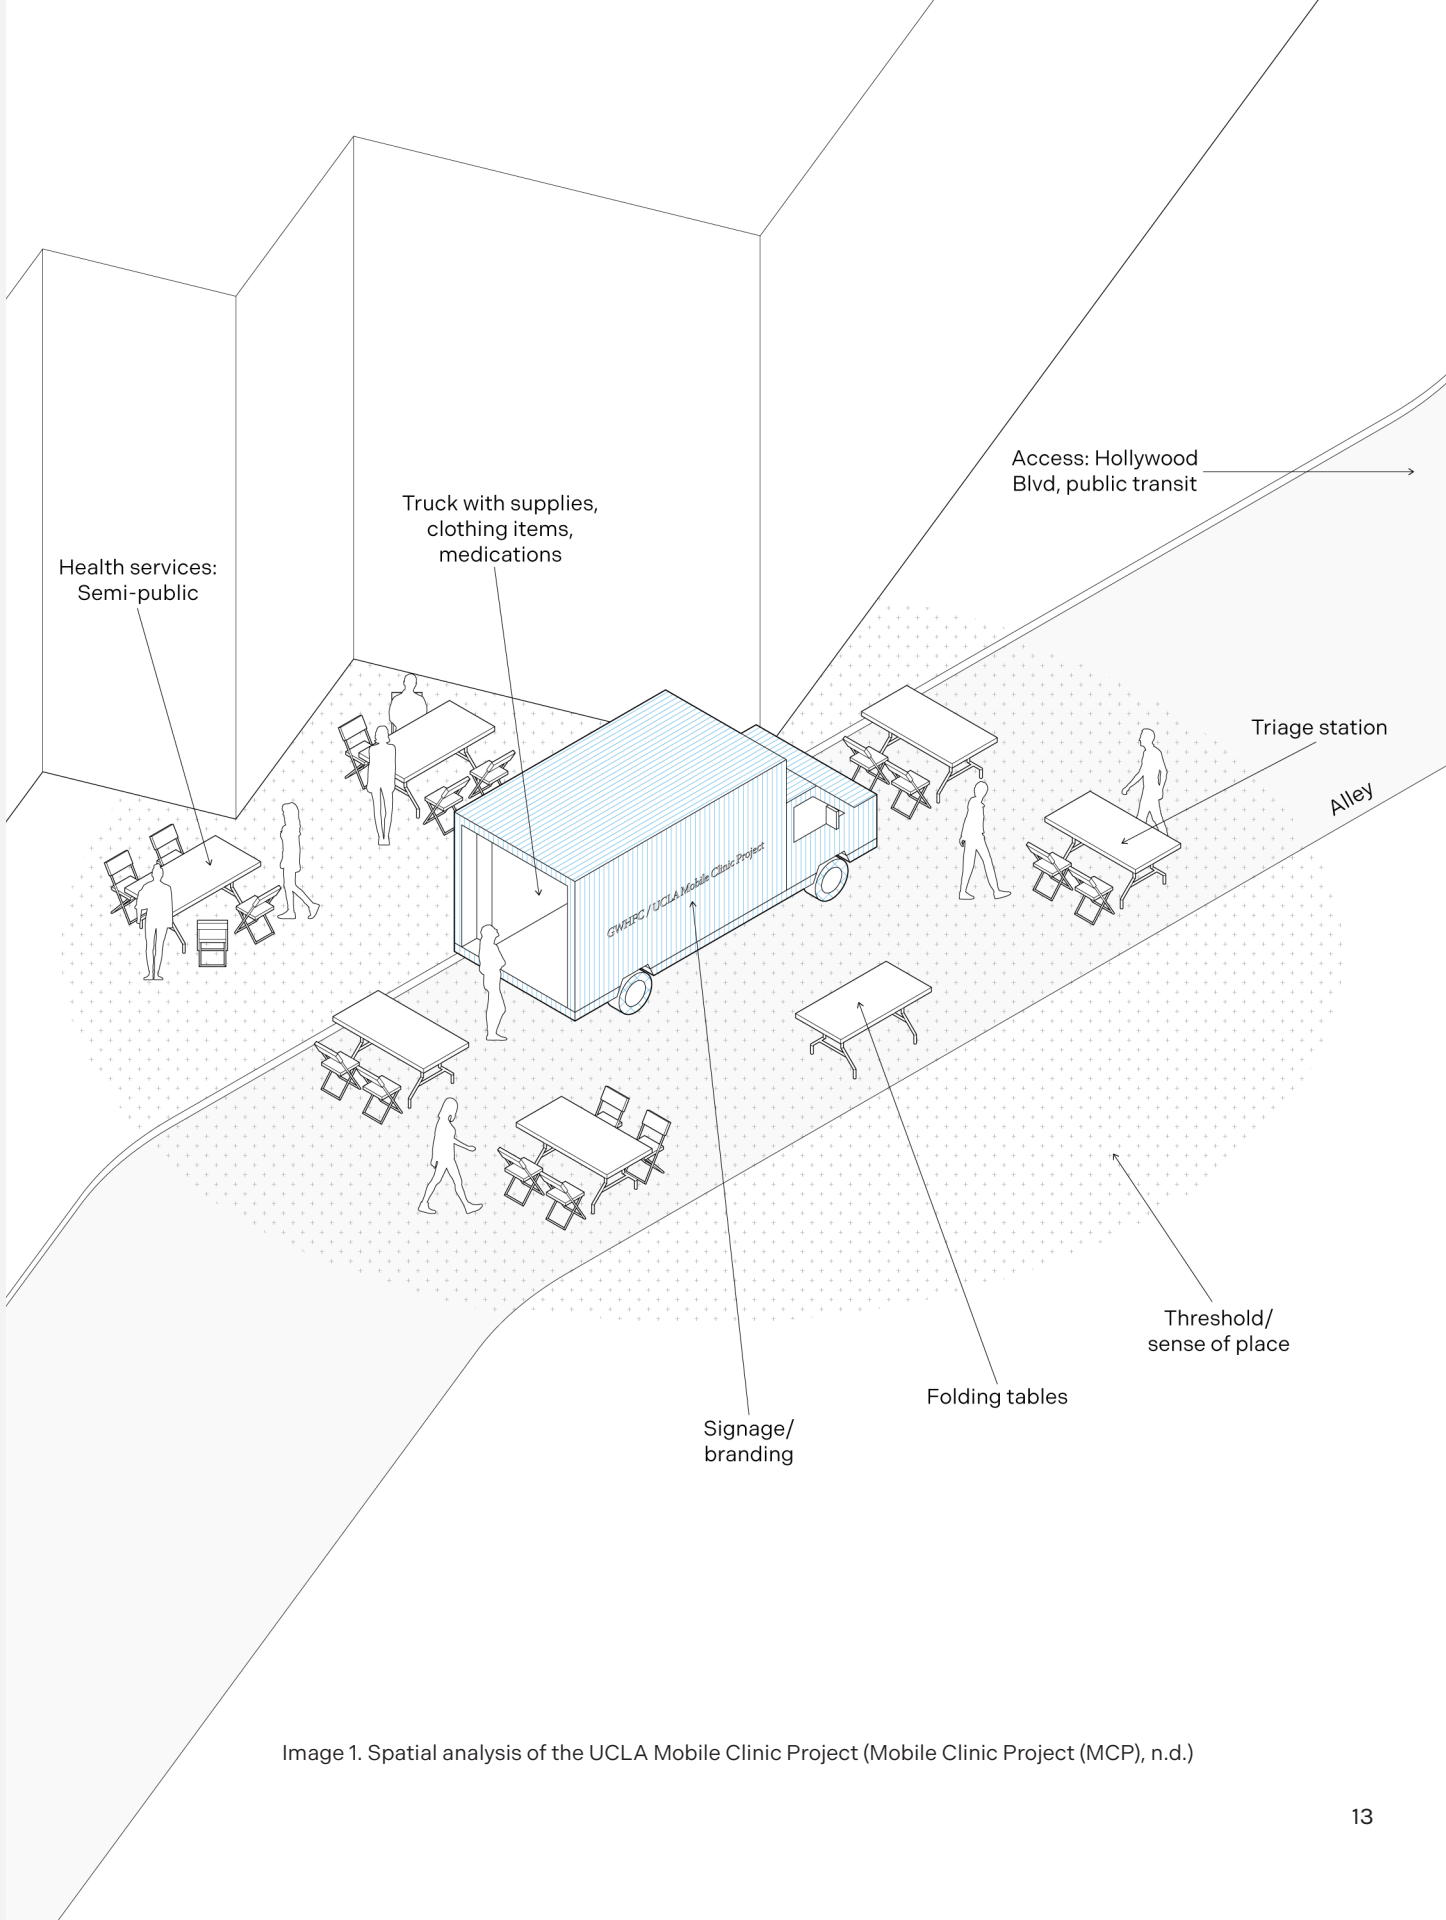 Access: Hollywood
Blvd, public transit
Truck with supplies,
clothing items,
medications
Health services:
Semi-public
Triage station
Alley
GWHFC / UCLA Mobile Clinic Project
Threshold/
sense of place
Folding tables
Signage/
branding
Image 1. Spatial analysis of the UCLA Mobile Clinic Project (Mobile Clinic Project (MCP), n.d.)
13